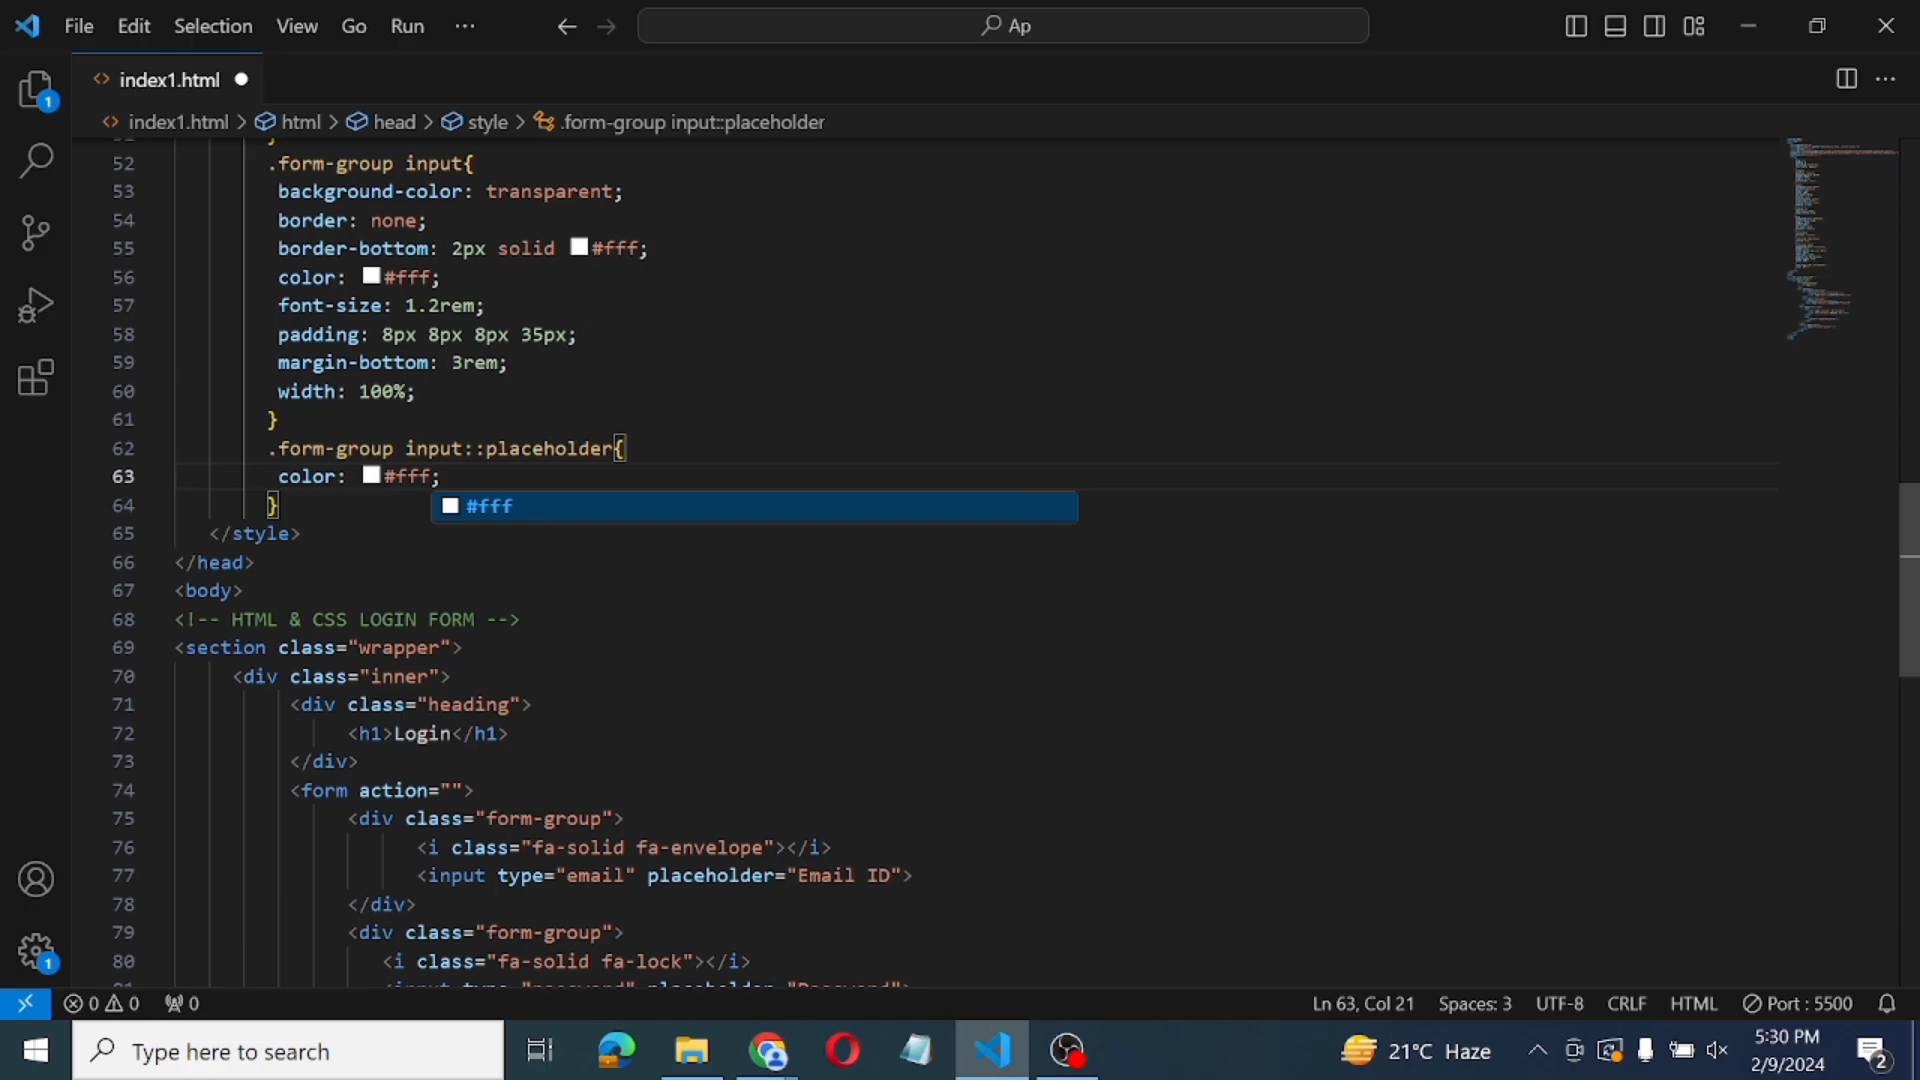 File Edit Selection View Go Run ··· Ap
index1.html
index1.html > html > head > style > .form-group input::placeholder
52 .form-group input{
53 background-color: transparent;
54 border: none;
55 border-bottom: 2px solid #fff;
56 color: #fff;
57 font-size: 1.2rem;
58 padding: 8px 8px 8px 35px;
59 margin-bottom: 3rem;
60 width: 100%;
61 }
62 .form-group input::placeholder{
63 color: #fff;
64 }
#fff
65 </style>
66 </head>
67 <body>
68 <!-- HTML & CSS LOGIN FORM -->
69 <section class="wrapper">
70 <div class="inner">
71 <div class="heading">
72 <h1>Login</h1>
73 </div>
74 <form action="">
75 <div class="form-group">
76 <i class="fa-solid fa-envelope"></i>
77 <input type="email" placeholder="Email ID">
78 </div>
79 <div class="form-group">
80 <i class="fa-solid fa-lock"></i>
1
1
0 0 0 Ln 63, Col 21 Spaces: 3 UTF-8 CRLF HTML Port : 5500
Type here to search
21°C Haze
5:30 PM
2/9/2024
2